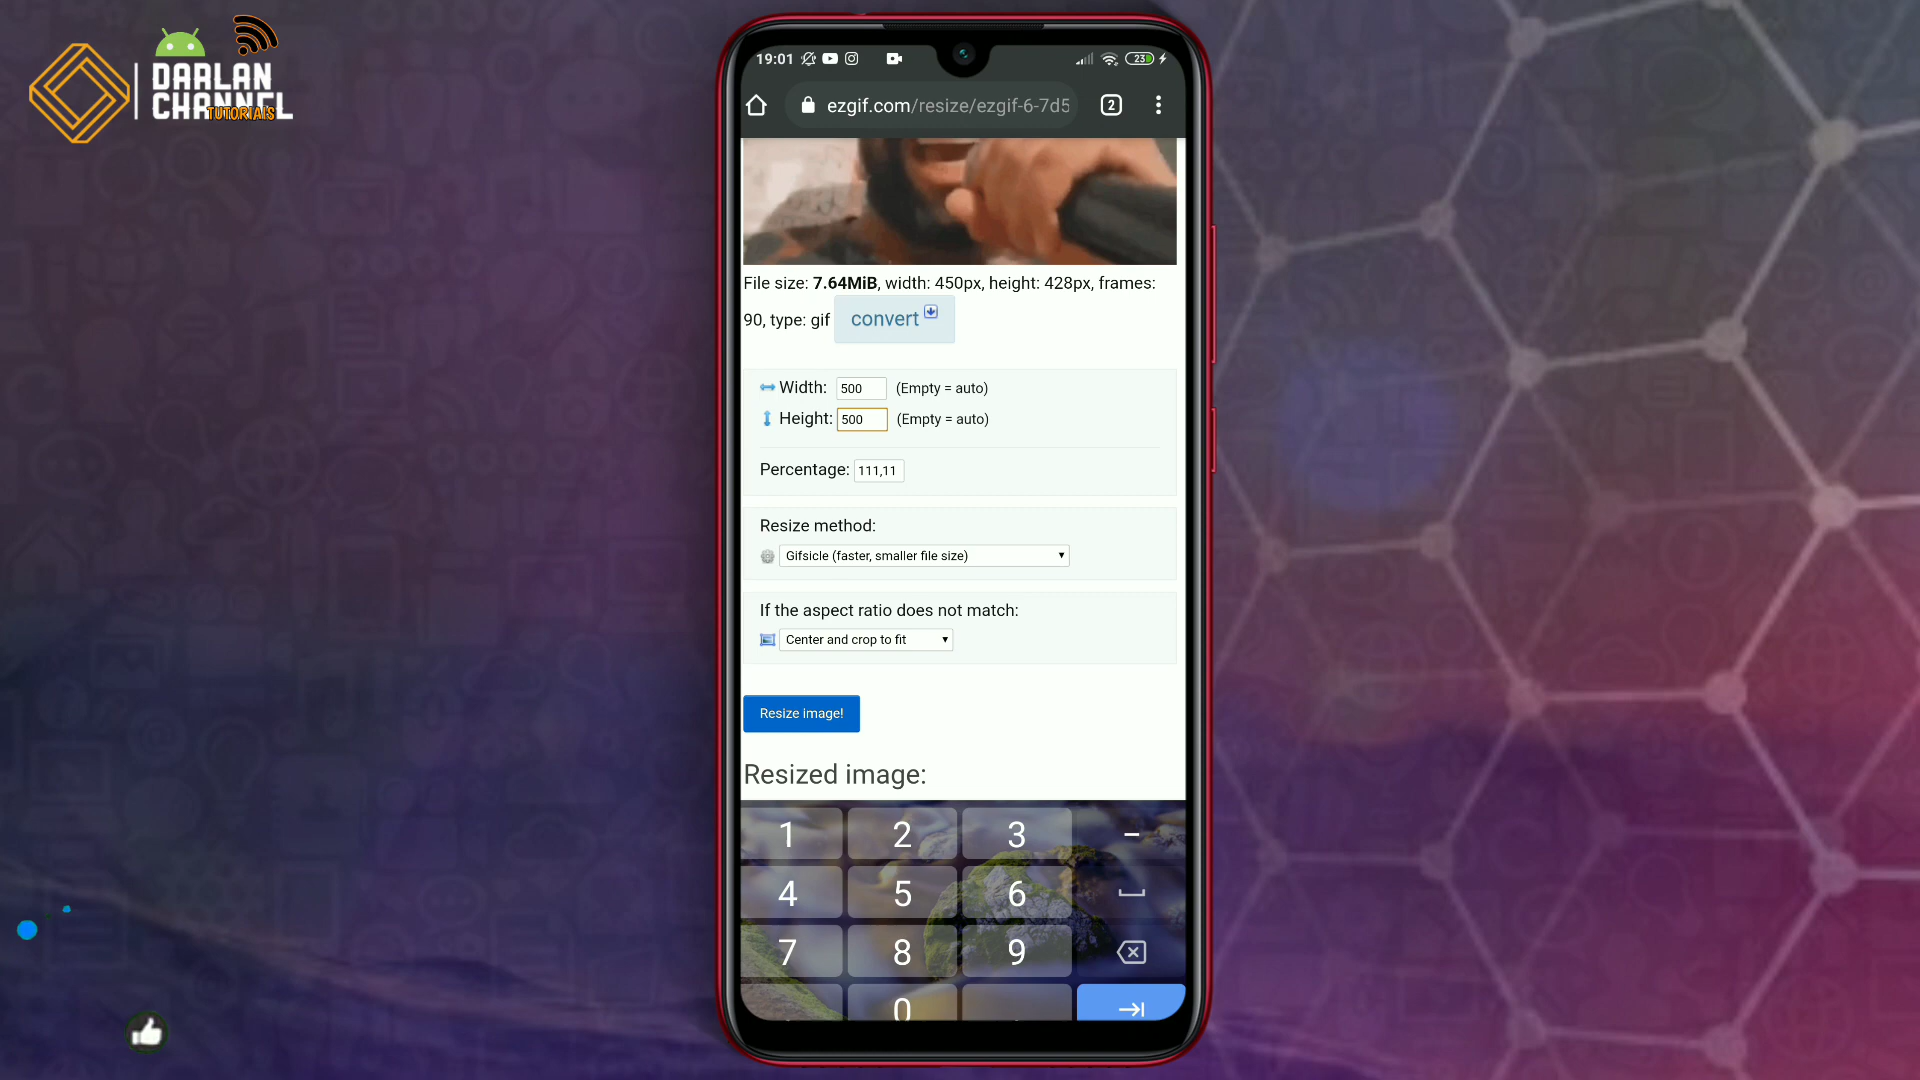 DARLAN
CHANNEL
TUTORIAIS
19:01
23
ezgif.com/resize/ezgif-6-7d5
2
File size: 7.64MiB, width: 450px, height: 428px, frames:
90, type: gif convert
Width: 500 (Empty = auto)
Height: 500 (Empty = auto)
Percentage: 111,11
Resize method:
Gifsicle (faster, smaller file size)
If the aspect ratio does not match:
Center and crop to fit
Resize image!
Resized image:
1 2 3 -
4 5 6
7 8 9
0